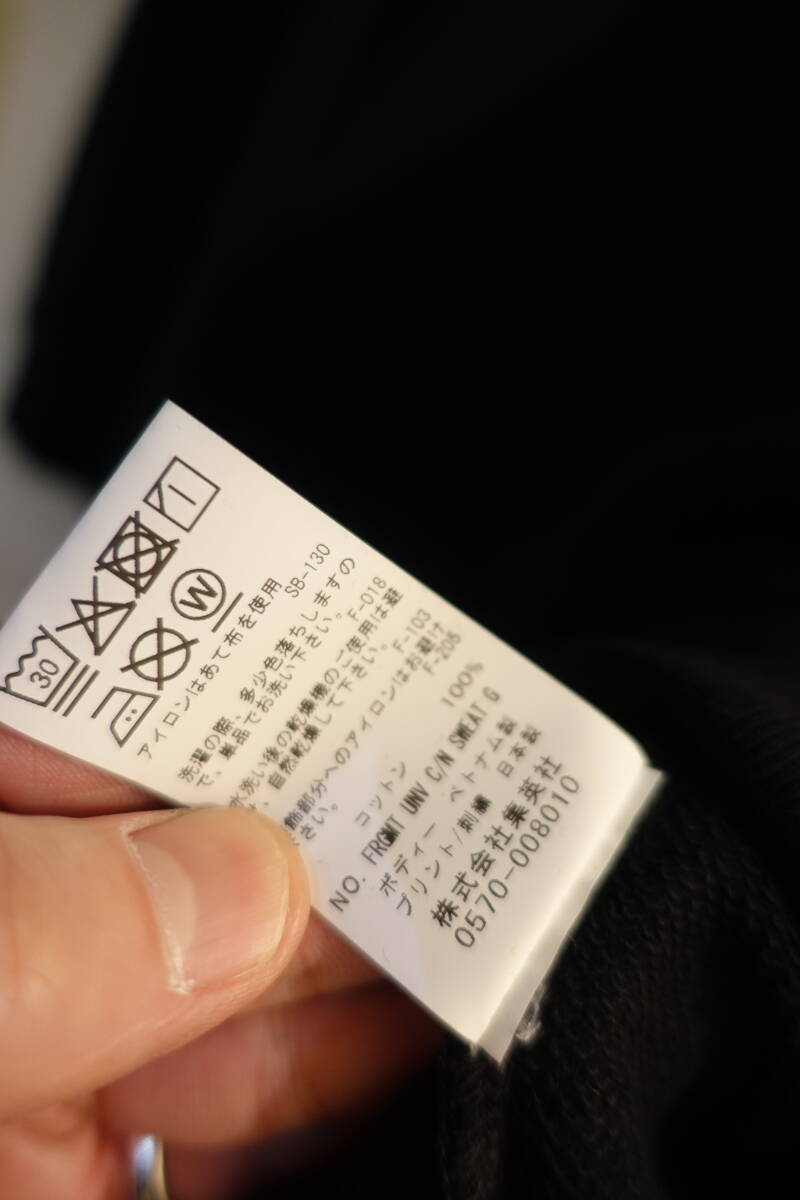 30
W
アイロンはあて布を使用
SB-130
洗濯の際、多少色落ちしますの
で、単品でお洗い下さい。
F-018
水洗い後の乾燥機のご使用は避
、自然乾燥して下さい。
F-103
飾部分へのアイロンはお避け
さい。
F-206
コットン 100%
NO. FRONT UNV C/N SWEAT G
ボディー ベトナム製
プリント/刺繍 日本製
株式会社集英社
0570-008010